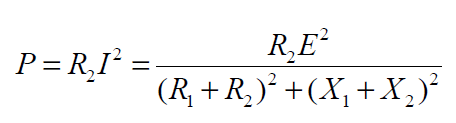 P = R₂I² = R₂E² / ((R₁ + R₂)² + (X₁ + X₂)²)